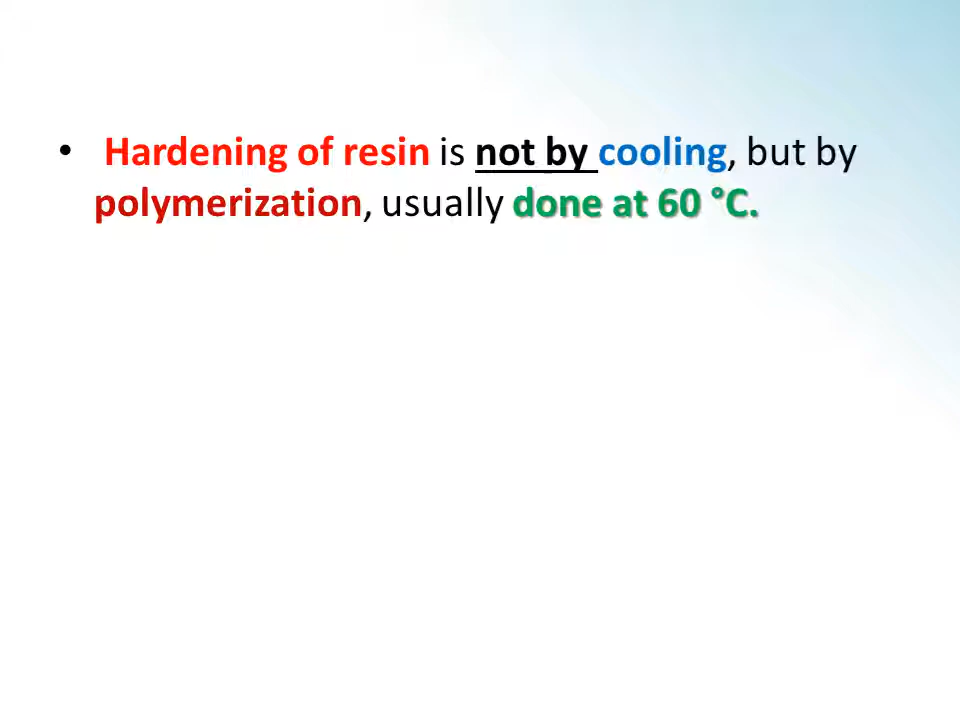 • Hardening of resin is not by cooling, but by
polymerization, usually done at 60 °C.